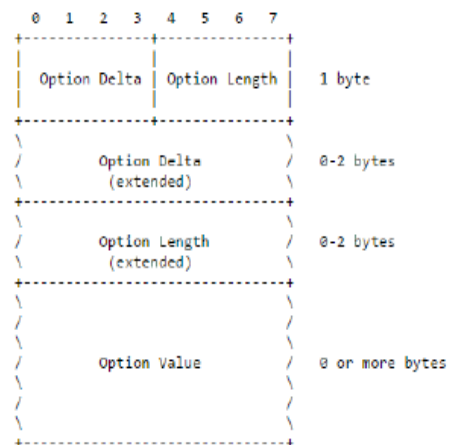 0 1 2 3 4 5 6 7
Option Delta Option Length 1 byte
Option Delta 0-2 bytes
(extended)
Option Length 0-2 bytes
(extended)
Option Value 0 or more bytes